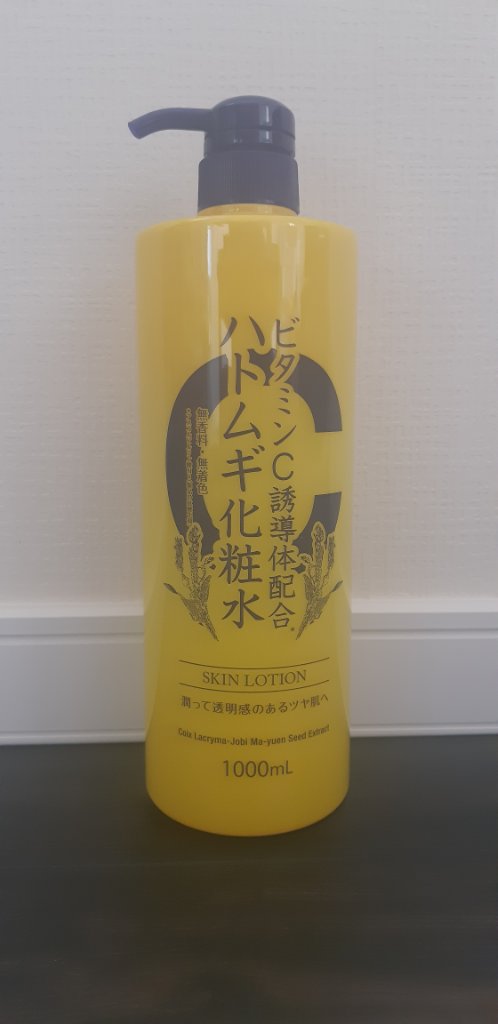 ビタミンC誘導体配合※
ハトムギ化粧水
無香料・無着色
C
SKIN LOTION
潤って透明感のあるツヤ肌へ
Coix Lacryma-Jobi Ma-yuen Seed Extract
1000mL